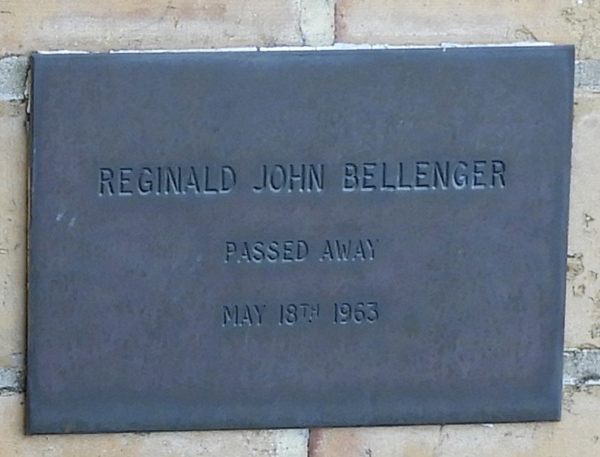 REGINALD JOHN BELLENGER
PASSED AWAY
MAY 18TH 1963